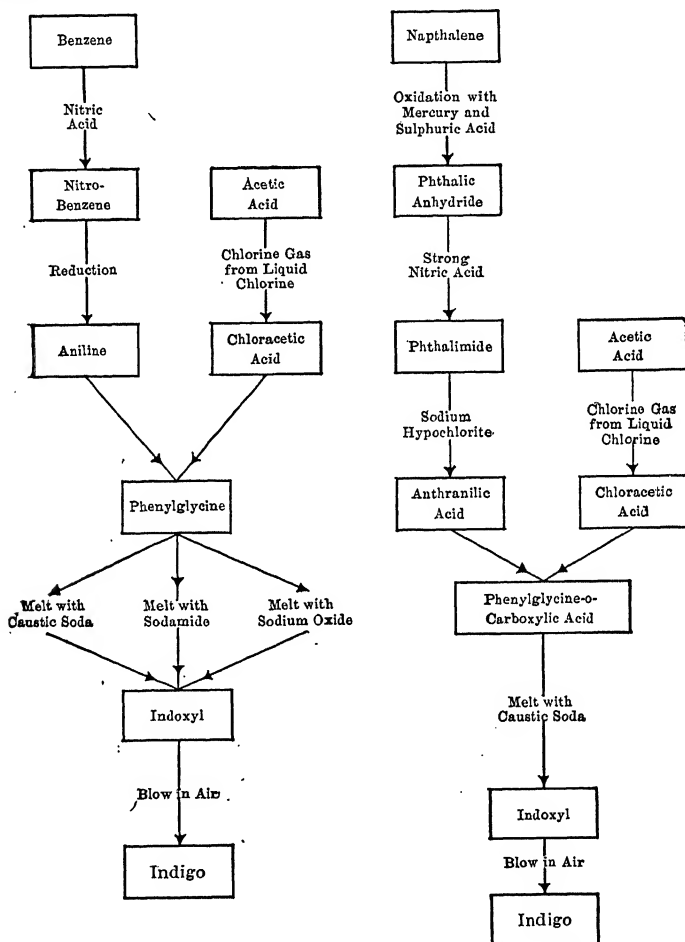 Benzene
Nitric
Acid
Nitro-
Benzene
Reduction
Aniline
Acetic
Acid
Chlorine Gas
from Liquid
Chlorine
Chloracetic
Acid
Phenylglycine
Melt with
Caustic Soda
Melt with
Sodamide
Melt with
Sodium Oxide
Indoxyl
Blow in Air
Indigo
Napthalene
Oxidation with
Mercury and
Sulphuric Acid
Phthalic
Anhydride
Strong
Nitric Acid
Phthalimide
Sodium
Hypochlorite
Anthranilic
Acid
Acetic
Acid
Chlorine Gas
from Liquid
Chlorine
Chloracetic
Acid
Phenylglycine-o-
Carboxylic Acid
Melt with
Caustic Soda
Indoxyl
Blow in Air
Indigo